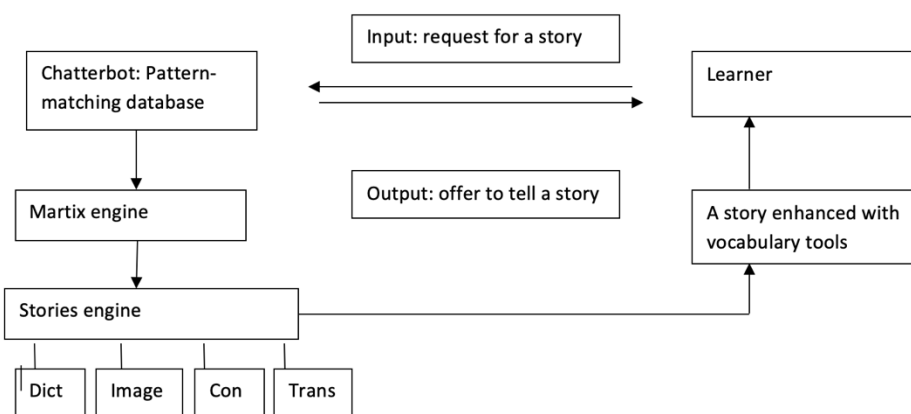 Input: request for a story
Chatterbot: Pattern-
matching database
Learner
Output: offer to tell a story
Martix engine
A story enhanced with
vocabulary tools
Stories engine
Dict
Image
Con
Trans